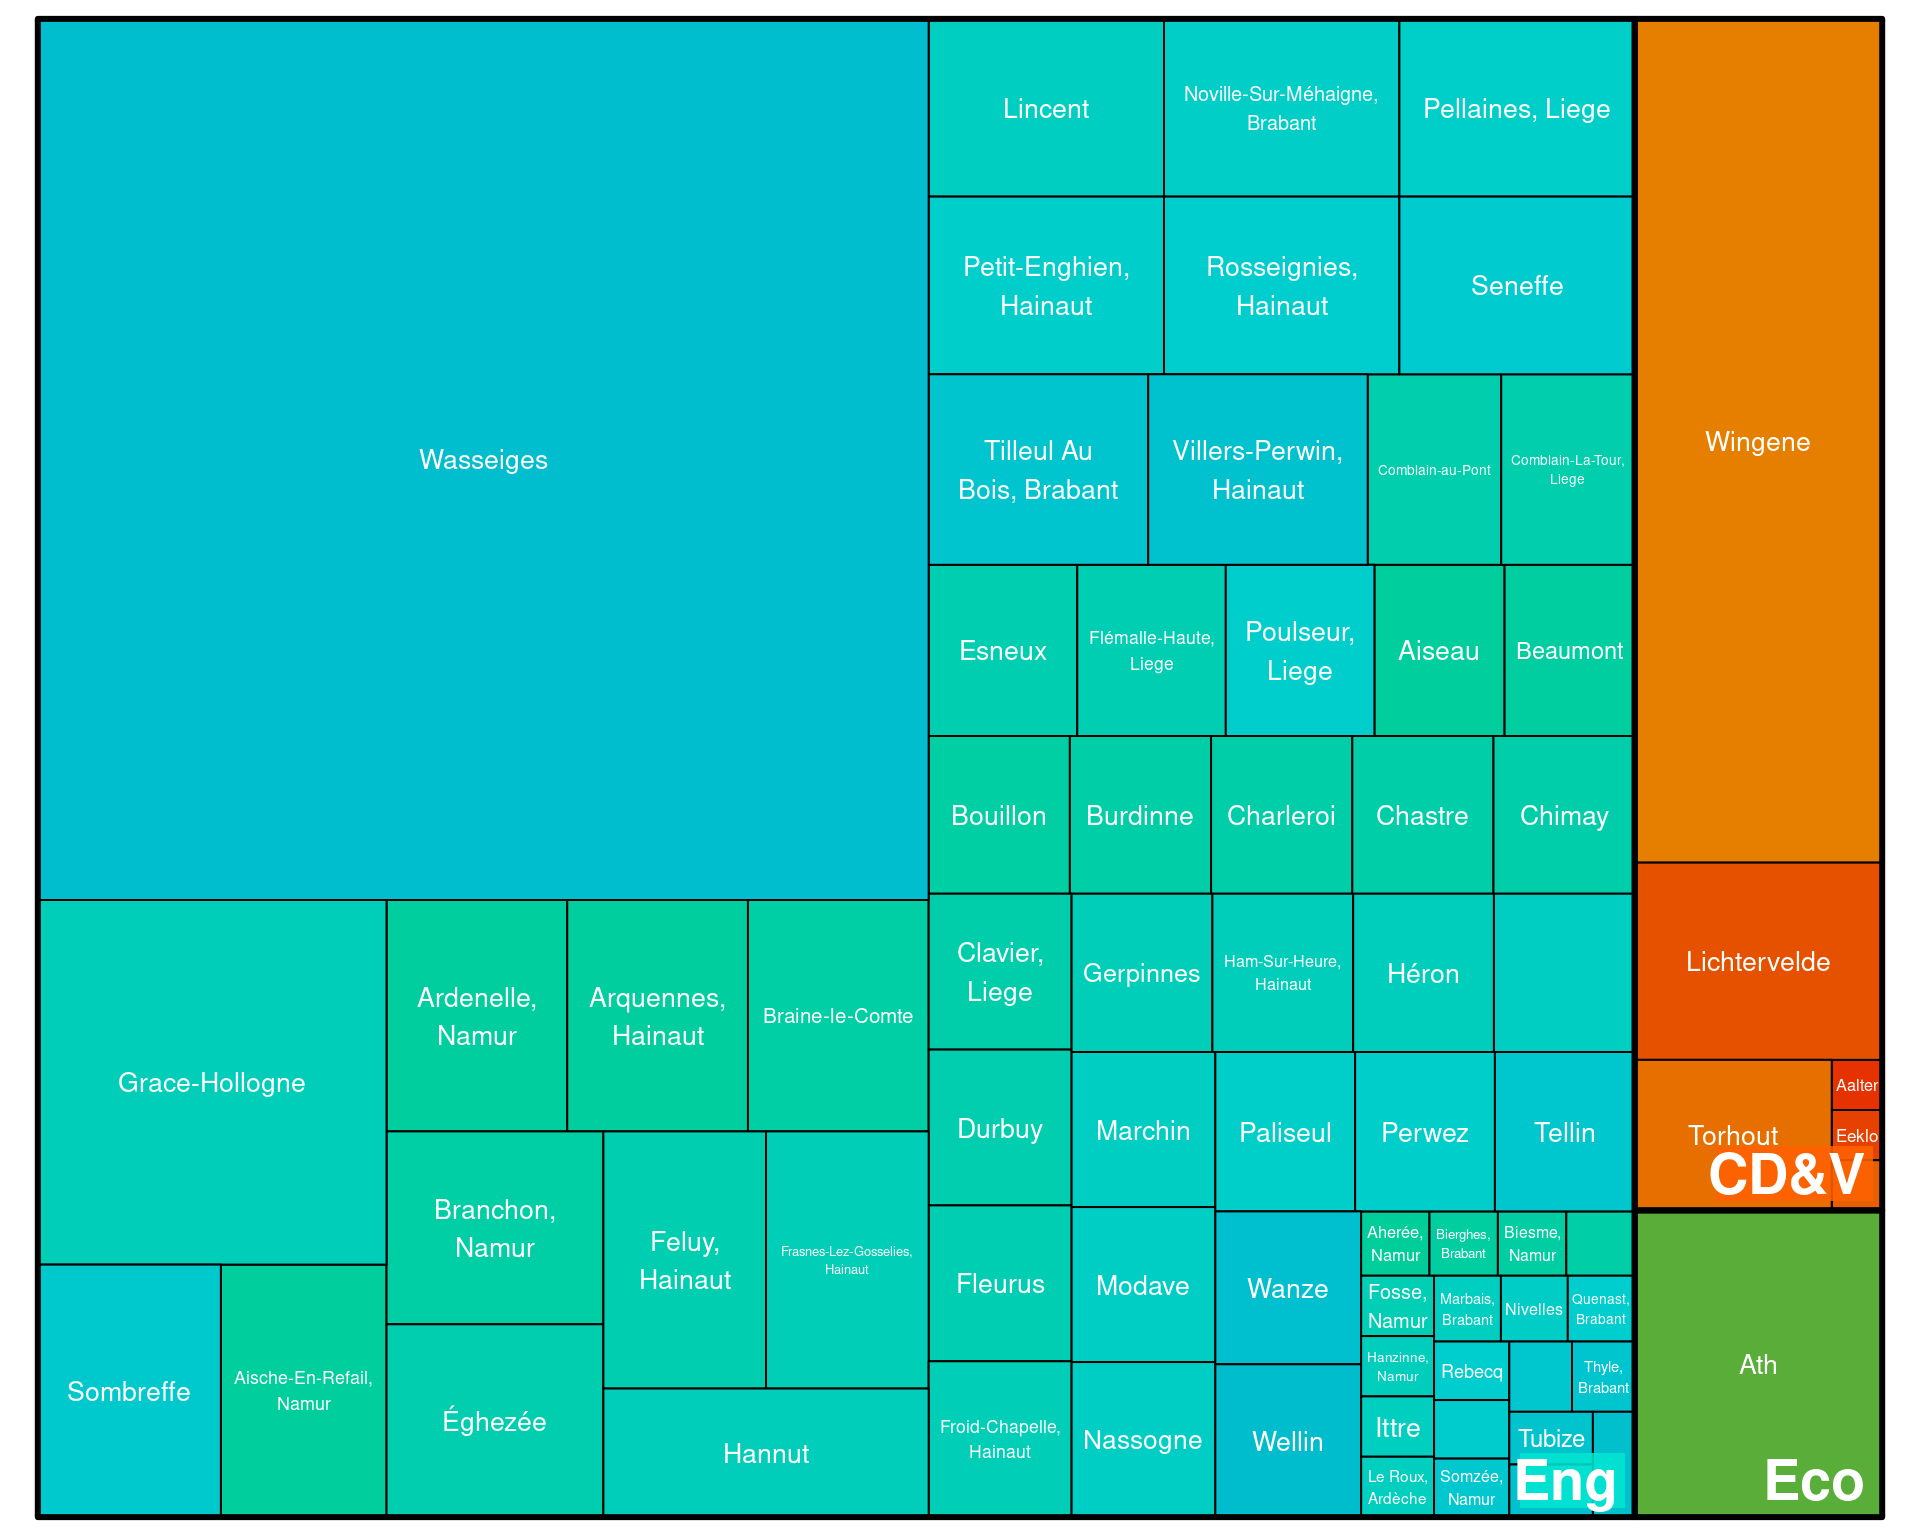 Wasseiges
Lincent
Noville-Sur-Méhaigne,
Brabant
Pellaines, Liege
Petit-Enghien,
Hainaut
Rosseignies,
Hainaut
Seneffe
Tilleul Au
Bois, Brabant
Villers-Perwin,
Hainaut
Comblain-au-Pont
Comblain-La-Tour,
Liege
Esneux
Flémalle-Haute,
Liege
Poulseur,
Liege
Aiseau
Beaumont
Bouillon
Burdinne
Charleroi
Chastre
Chimay
Clavier,
Liege
Gerpinnes
Ham-Sur-Heure,
Hainaut
Héron
Durbuy
Marchin
Paliseul
Perwez
Tellin
Fleurus
Modave
Wanze
Aherée,
Namur
Bierghes,
Brabant
Biesme,
Namur
Fosse,
Namur
Marbais,
Brabant
Nivelles
Quenast,
Brabant
Hanzinne,
Namur
Rebecq
Thyle,
Brabant
Froid-Chapelle,
Hainaut
Nassogne
Wellin
Ittre
Tubize
Le Roux,
Ardèche
Somzée,
Namur
Eng
Grace-Hollogne
Ardenelle,
Namur
Arquennes,
Hainaut
Braine-le-Comte
Branchon,
Namur
Feluy,
Hainaut
Frasnes-Lez-Gosselies,
Hainaut
Sombreffe
Aische-En-Refail,
Namur
Éghezée
Hannut
Wingene
Lichtervelde
Torhout
Aalter
Eeklo
CD&V
Ath
Eco